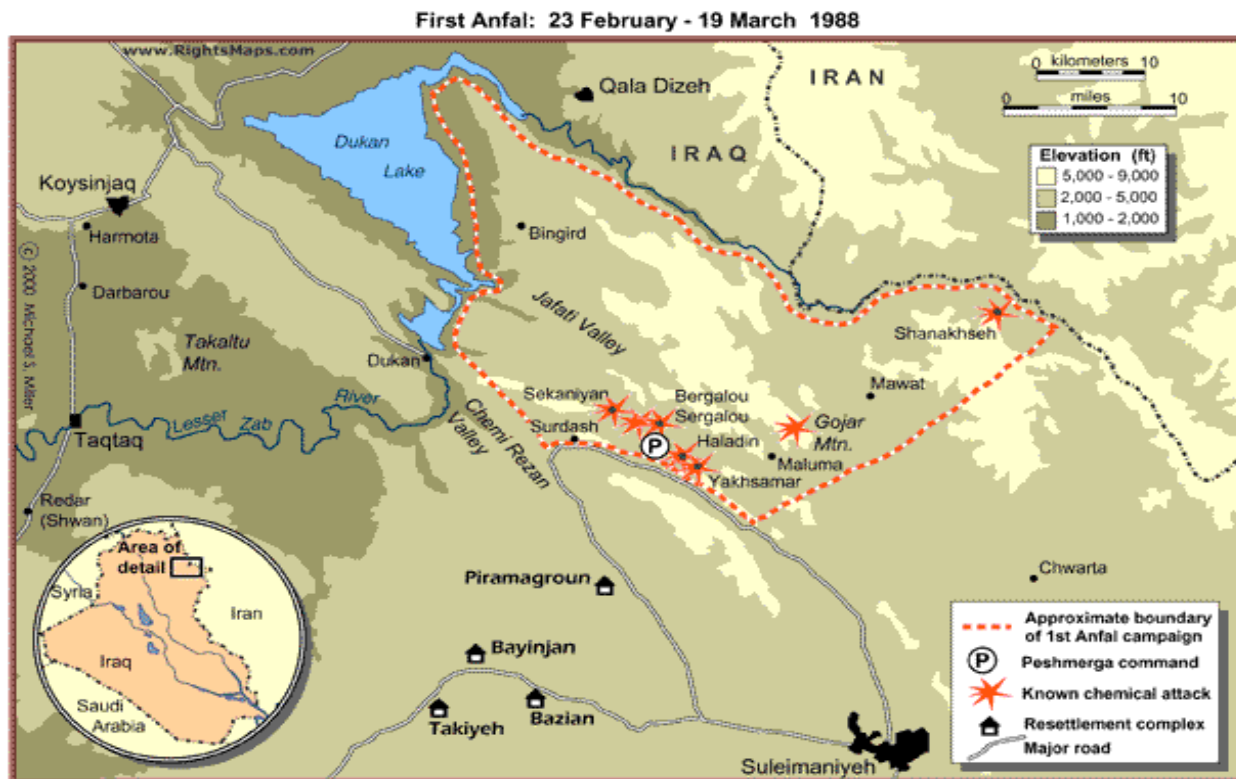 First Anfal: 23 February - 19 March 1988
www.RightsMaps.com
Qala Dizeh
IRAN
IRAQ
0 kilometers 10
0 miles 10
Elevation (ft)
5,000 - 9,000
2,000 - 5,000
1,000 - 2,000
Dukan
Lake
Koysinjaq
Harmota
Darbarou
© 2000 Michael S. Miller
Bingird
Jafati Valley
Shanakhseh
Takaltu
Mtn.
Dukan
Mawat
Sekaniyan
Bergalou
Sergalou
Gojar
Mtn.
Lesser Zab River
Taqtaq
Chemi Rezan
Valley
Surdash
P
Haladin
Maluma
Yakhsamar
Redar
(Shwan)
Area of
detail
Syria
Iran
Iraq
Saudi
Arabia
Piramagroun
Chwarta
Bayinjan
Takiyeh
Bazian
Suleimaniyeh
Approximate boundary
of 1st Anfal campaign
P Peshmerga command
Known chemical attack
Resettlement complex
Major road